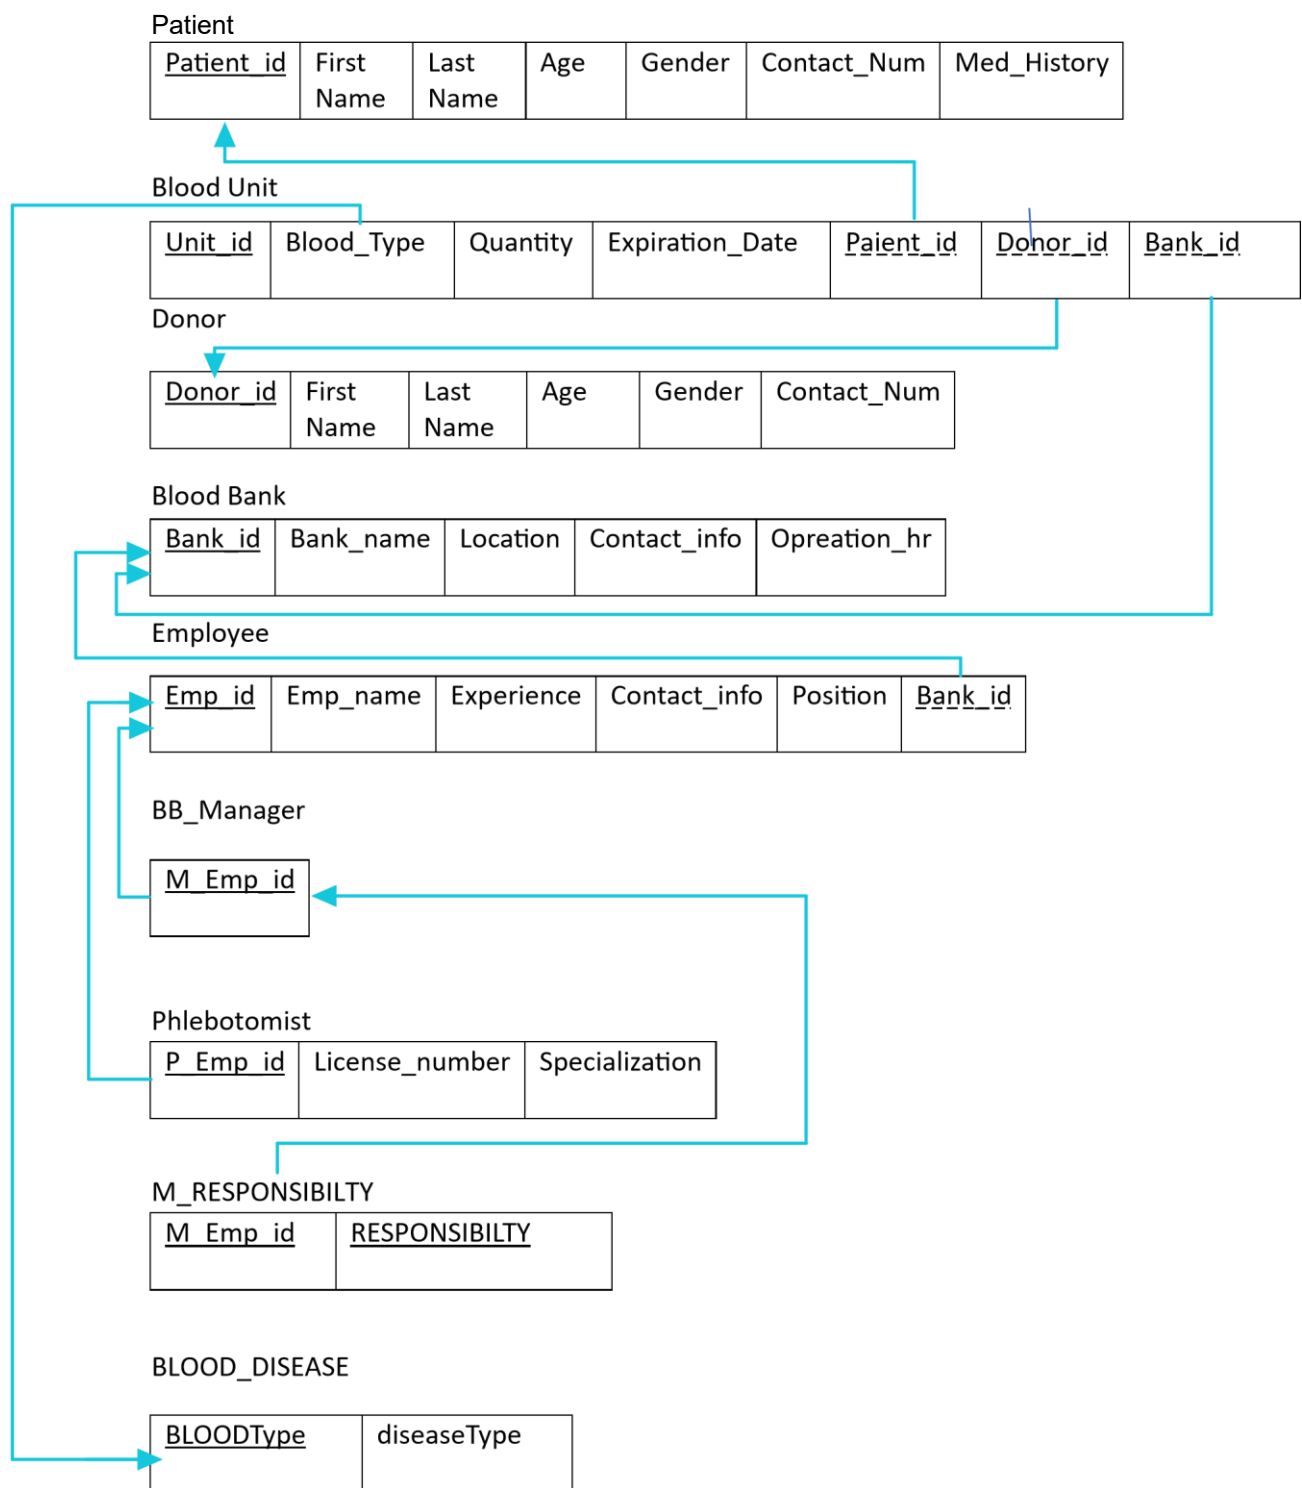 Patient
Patient_id First Name Last Name Age Gender Contact_Num Med_History
Blood Unit
Unit_id Blood_Type Quantity Expiration_Date Paient_id Donor_id Bank_id
Donor
Donor_id First Name Last Name Age Gender Contact_Num
Blood Bank
Bank_id Bank_name Location Contact_info Opreation_hr
Employee
Emp_id Emp_name Experience Contact_info Position Bank_id
BB_Manager
M_Emp_id
Phlebotomist
P_Emp_id License_number Specialization
M_RESPONSIBILTY
M_Emp_id RESPONSIBILTY
BLOOD_DISEASE
BLOODType diseaseType